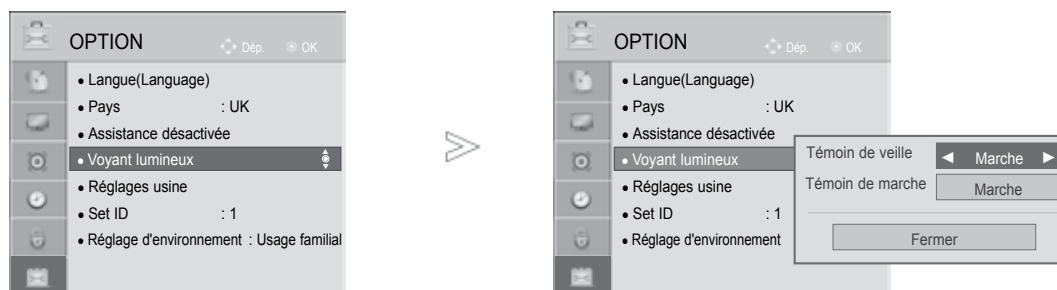 OPTION
Dép. OK
• Langue(Language)
• Pays : UK
• Assistance désactivée
• Voyant lumineux
• Réglages usine
• Set ID : 1
• Réglage d'environnement : Usage familial
OPTION
Dép. OK
• Langue(Language)
• Pays : UK
• Assistance désactivée
• Voyant lumineux
• Réglages usine
• Set ID : 1
• Réglage d'environnement
Témoin de veille ◀ Marche ▶
Témoin de marche Marche
Fermer